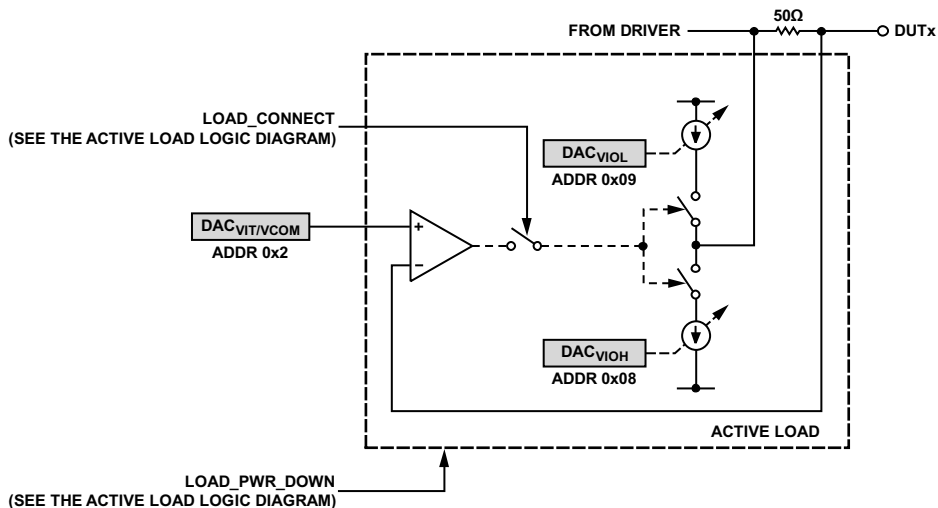 50Ω
FROM DRIVER
DUTx
LOAD_CONNECT
(SEE THE ACTIVE LOAD LOGIC DIAGRAM)
DACVIOL
ADDR 0x09
DACVIT/VCOM
ADDR 0x2
+
–
DACVIOH
ADDR 0x08
ACTIVE LOAD
LOAD_PWR_DOWN
(SEE THE ACTIVE LOAD LOGIC DIAGRAM)